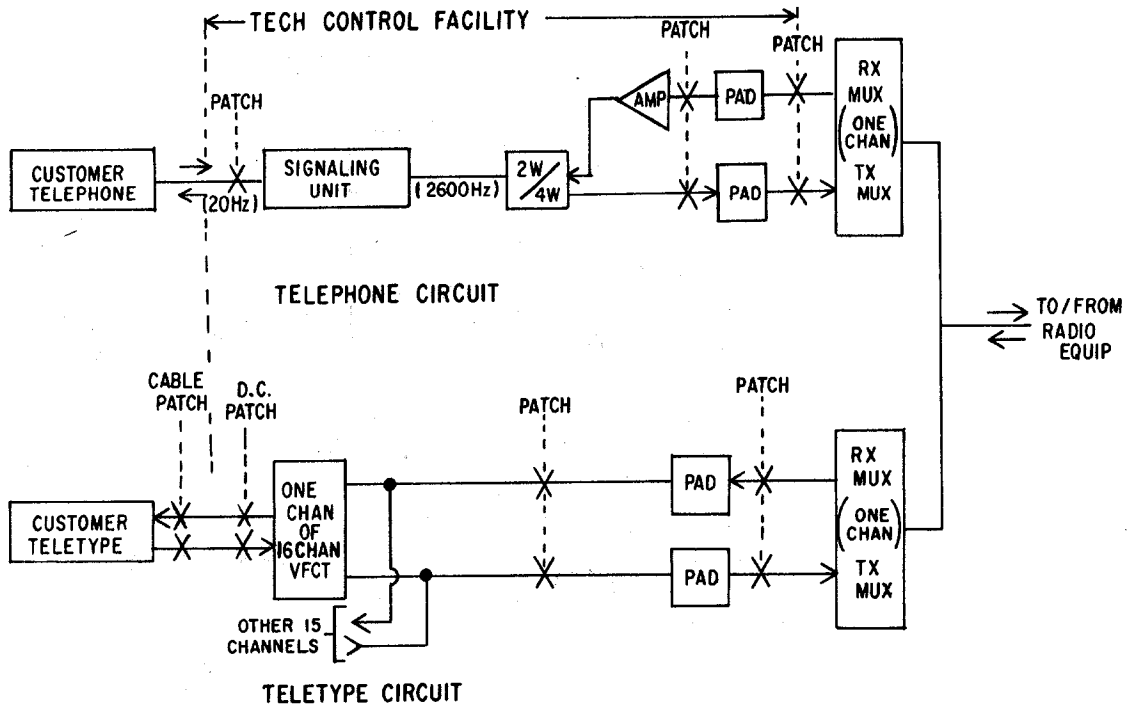 TECH CONTROL FACILITY
PATCH
PATCH
PATCH
RX
MUX
(ONE
CHAN)
TX
MUX
AMP
PAD
CUSTOMER
TELEPHONE
(20Hz)
SIGNALING
UNIT
(2600Hz)
2W/
4W
PAD
TELEPHONE CIRCUIT
TO/FROM
RADIO
EQUIP
CABLE
PATCH
D.C.
PATCH
PATCH
PATCH
CUSTOMER
TELETYPE
ONE
CHAN
OF
16CHAN
VFCT
PAD
PAD
RX
MUX
(ONE
CHAN)
TX
MUX
OTHER 15
CHANNELS
TELETYPE CIRCUIT